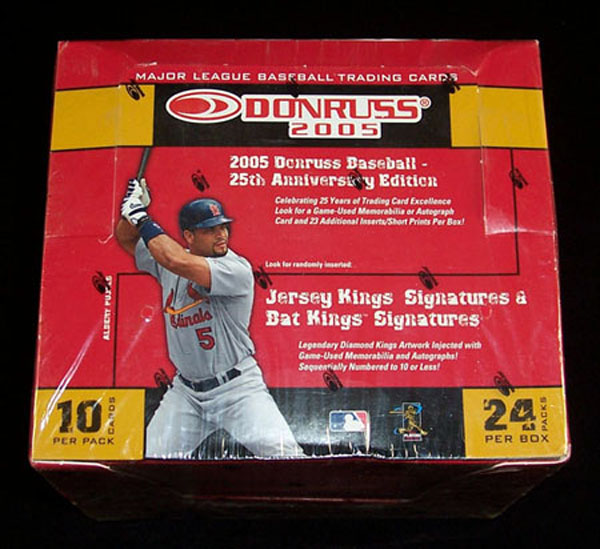 MAJOR LEAGUE BASEBALL TRADING CARDS
DONRUSS®
2005
2005 Donruss Baseball -
25th Anniversary Edition
Celebrating 25 Years of Trading Card Excellence
Look for a Game-Used Memorabilia or Autograph
Card and 23 Additional Inserts/Short Prints Per Box!
Look for randomly inserted:
Jersey Kings™ Signatures &
Bat Kings™ Signatures
Legendary Diamond Kings Artwork Injected with
Game-Used Memorabilia and Autographs!
Sequentially Numbered to 10 or Less!
ALBERT PUJOLS
Cardinals
5
10 CARDS
PER PACK
24 PACKS
PER BOX